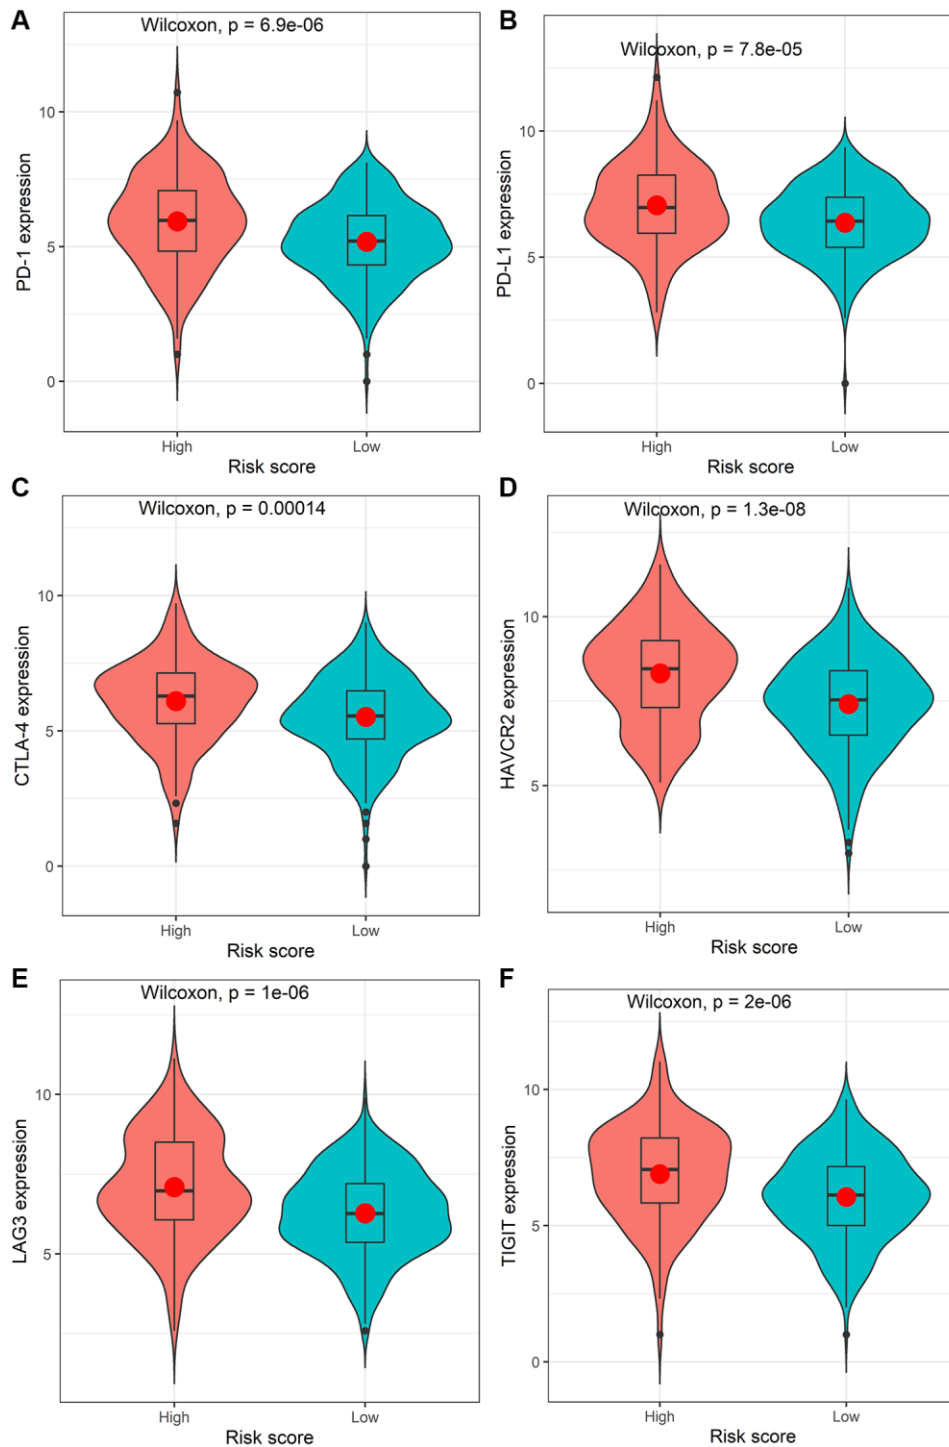 A
Wilcoxon, p = 6.9e-06
PD-1 expression
10
5
0
High
Low
Risk score
B
Wilcoxon, p = 7.8e-05
PD-L1 expression
10
5
0
High
Low
Risk score
C
Wilcoxon, p = 0.00014
CTLA-4 expression
10
5
0
High
Low
Risk score
D
Wilcoxon, p = 1.3e-08
HAVCR2 expression
10
5
High
Low
Risk score
E
Wilcoxon, p = 1e-06
LAG3 expression
10
5
High
Low
Risk score
F
Wilcoxon, p = 2e-06
TIGIT expression
10
5
0
High
Low
Risk score